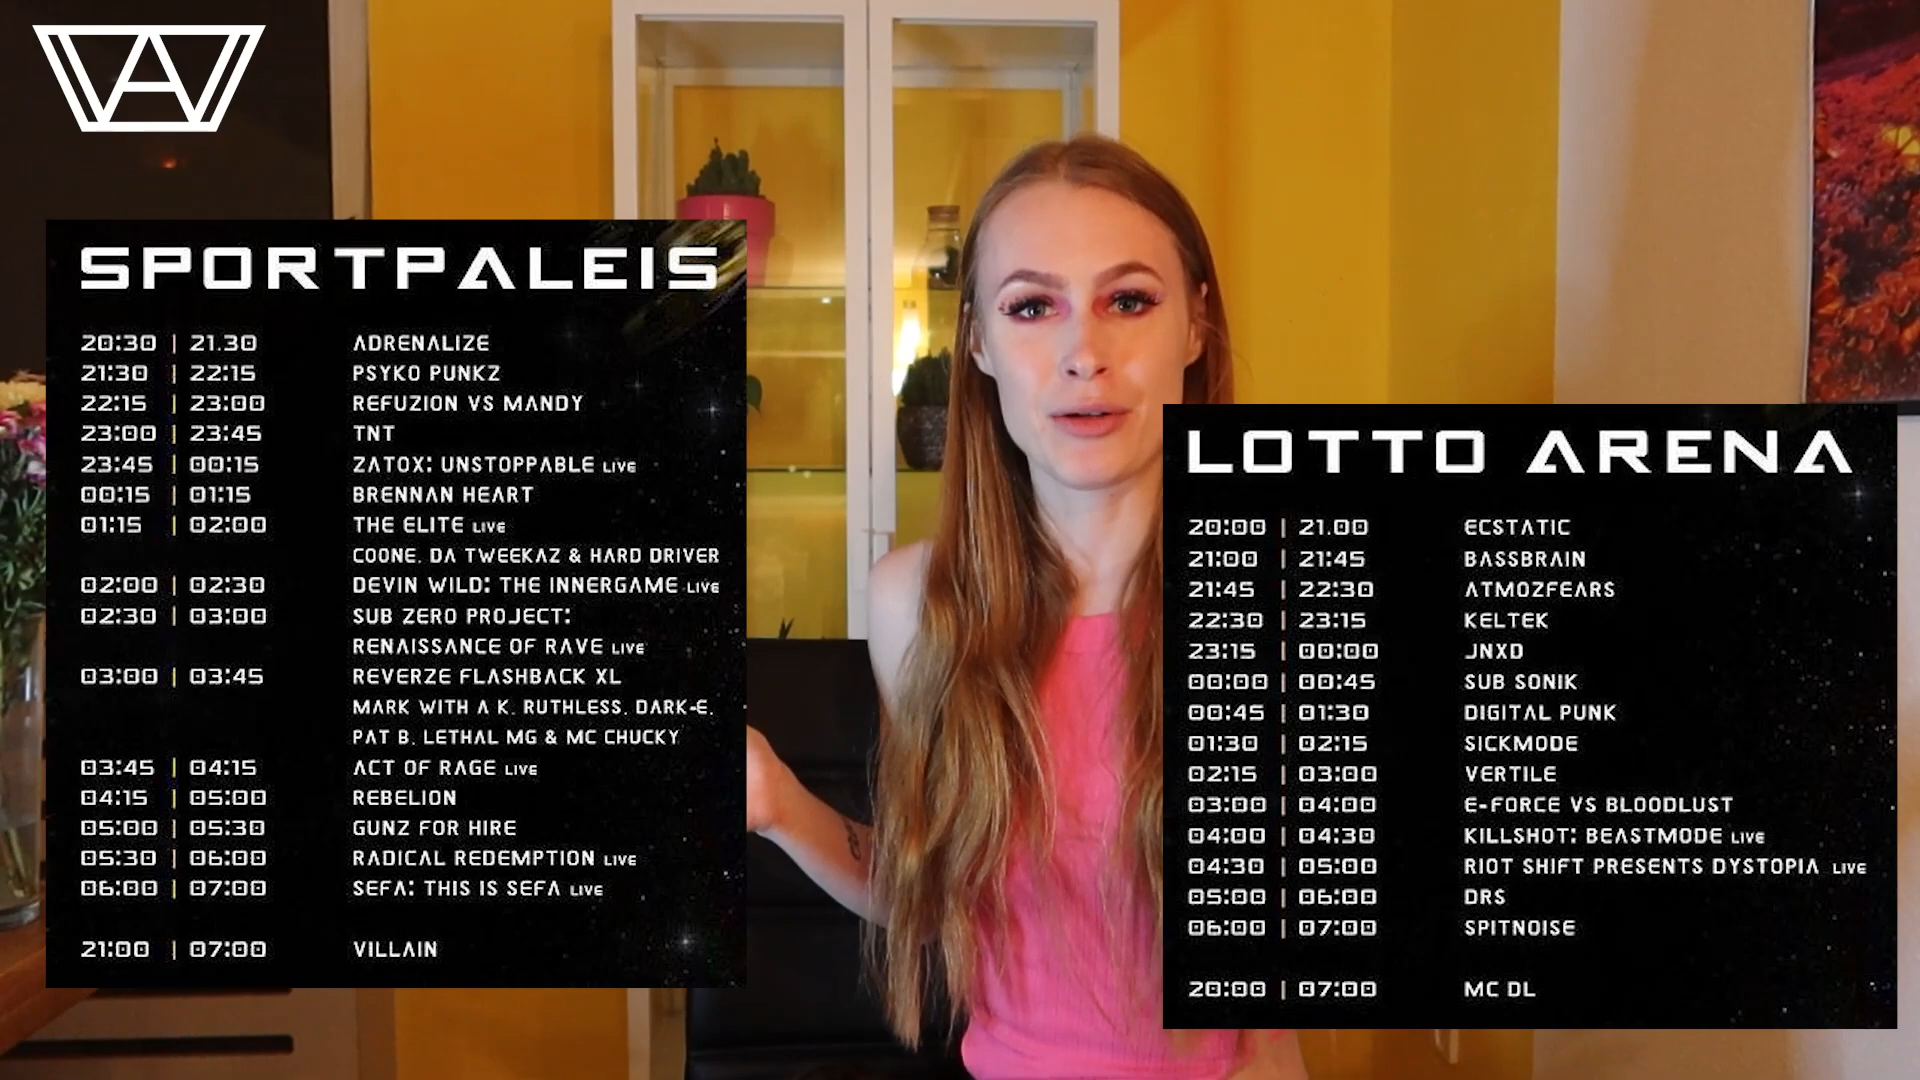 SPORTPALEIS
20:30 | 21.30 ADRENALIZE
21:30 | 22:15 PSYKO PUNKZ
22:15 | 23:00 REFUZION VS MANDY
23:00 | 23:45 TNT
23:45 | 00:15 ZATOX: UNSTOPPABLE LIVE
00:15 | 01:15 BRENNAN HEART
01:15 | 02:00 THE ELITE LIVE
COONE, DA TWEEKAZ & HARD DRIVER
02:00 | 02:30 DEVIN WILD: THE INNERGAME LIVE
02:30 | 03:00 SUB ZERO PROJECT:
RENAISSANCE OF RAVE LIVE
03:00 | 03:45 REVERZE FLASHBACK XL
MARK WITH A K, RUTHLESS, DARK-E,
PAT B, LETHAL MG & MC CHUCKY
03:45 | 04:15 ACT OF RAGE LIVE
04:15 | 05:00 REBELION
05:00 | 05:30 GUNZ FOR HIRE
05:30 | 06:00 RADICAL REDEMPTION LIVE
06:00 | 07:00 SEFA: THIS IS SEFA LIVE
21:00 | 07:00 VILLAIN
LOTTO ARENA
20:00 | 21.00 ECSTATIC
21:00 | 21:45 BASSBRAIN
21:45 | 22:30 ATMOZFEARS
22:30 | 23:15 KELTEK
23:15 | 00:00 JNXD
00:00 | 00:45 SUB SONIK
00:45 | 01:30 DIGITAL PUNK
01:30 | 02:15 SICKMODE
02:15 | 03:00 VERTILE
03:00 | 04:00 E-FORCE VS BLOODLUST
04:00 | 04:30 KILLSHOT: BEASTMODE LIVE
04:30 | 05:00 RIOT SHIFT PRESENTS DYSTOPIA LIVE
05:00 | 06:00 DRS
06:00 | 07:00 SPITNOISE
20:00 | 07:00 MC DL